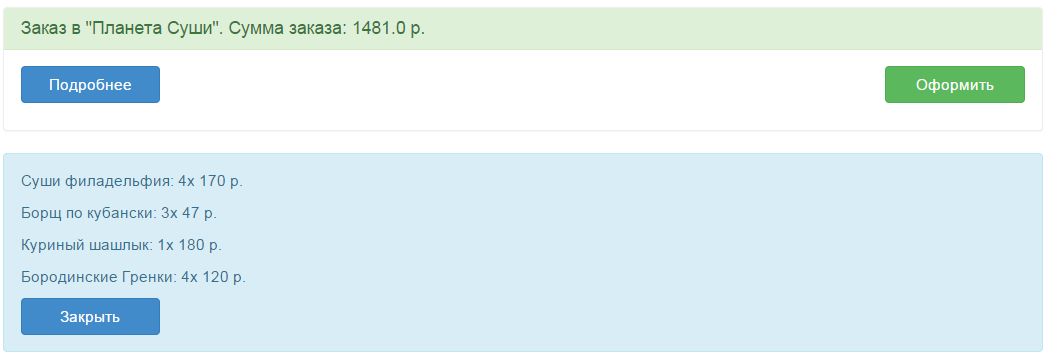 Заказ в "Планета Суши". Сумма заказа: 1481.0 р.
Подробнее
Оформить
Суши филадельфия: 4x 170 р.
Борщ по кубански: 3x 47 р.
Куриный шашлык: 1x 180 р.
Бородинские Гренки: 4x 120 р.
Закрыть